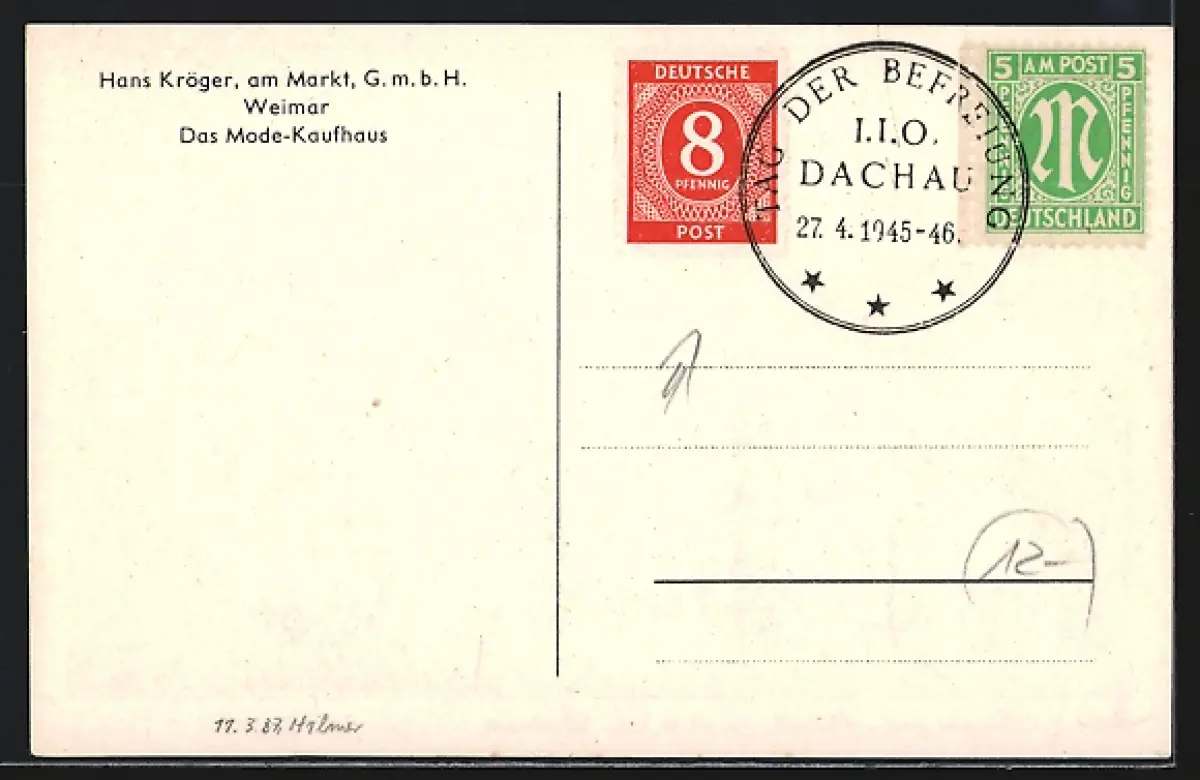 Hans Kröger, am Markt, G.m.b.H.
Weimar
Das Mode-Kaufhaus
DEUTSCHE
8
PFENNIG
POST
TAG DER BEFREIUNG
I.I.O.
DACHAU
27. 4. 1945-46.
5 AM POST 5
PFENNIG
PFENNIG
M
DEUTSCHLAND
12-
11.3.87,